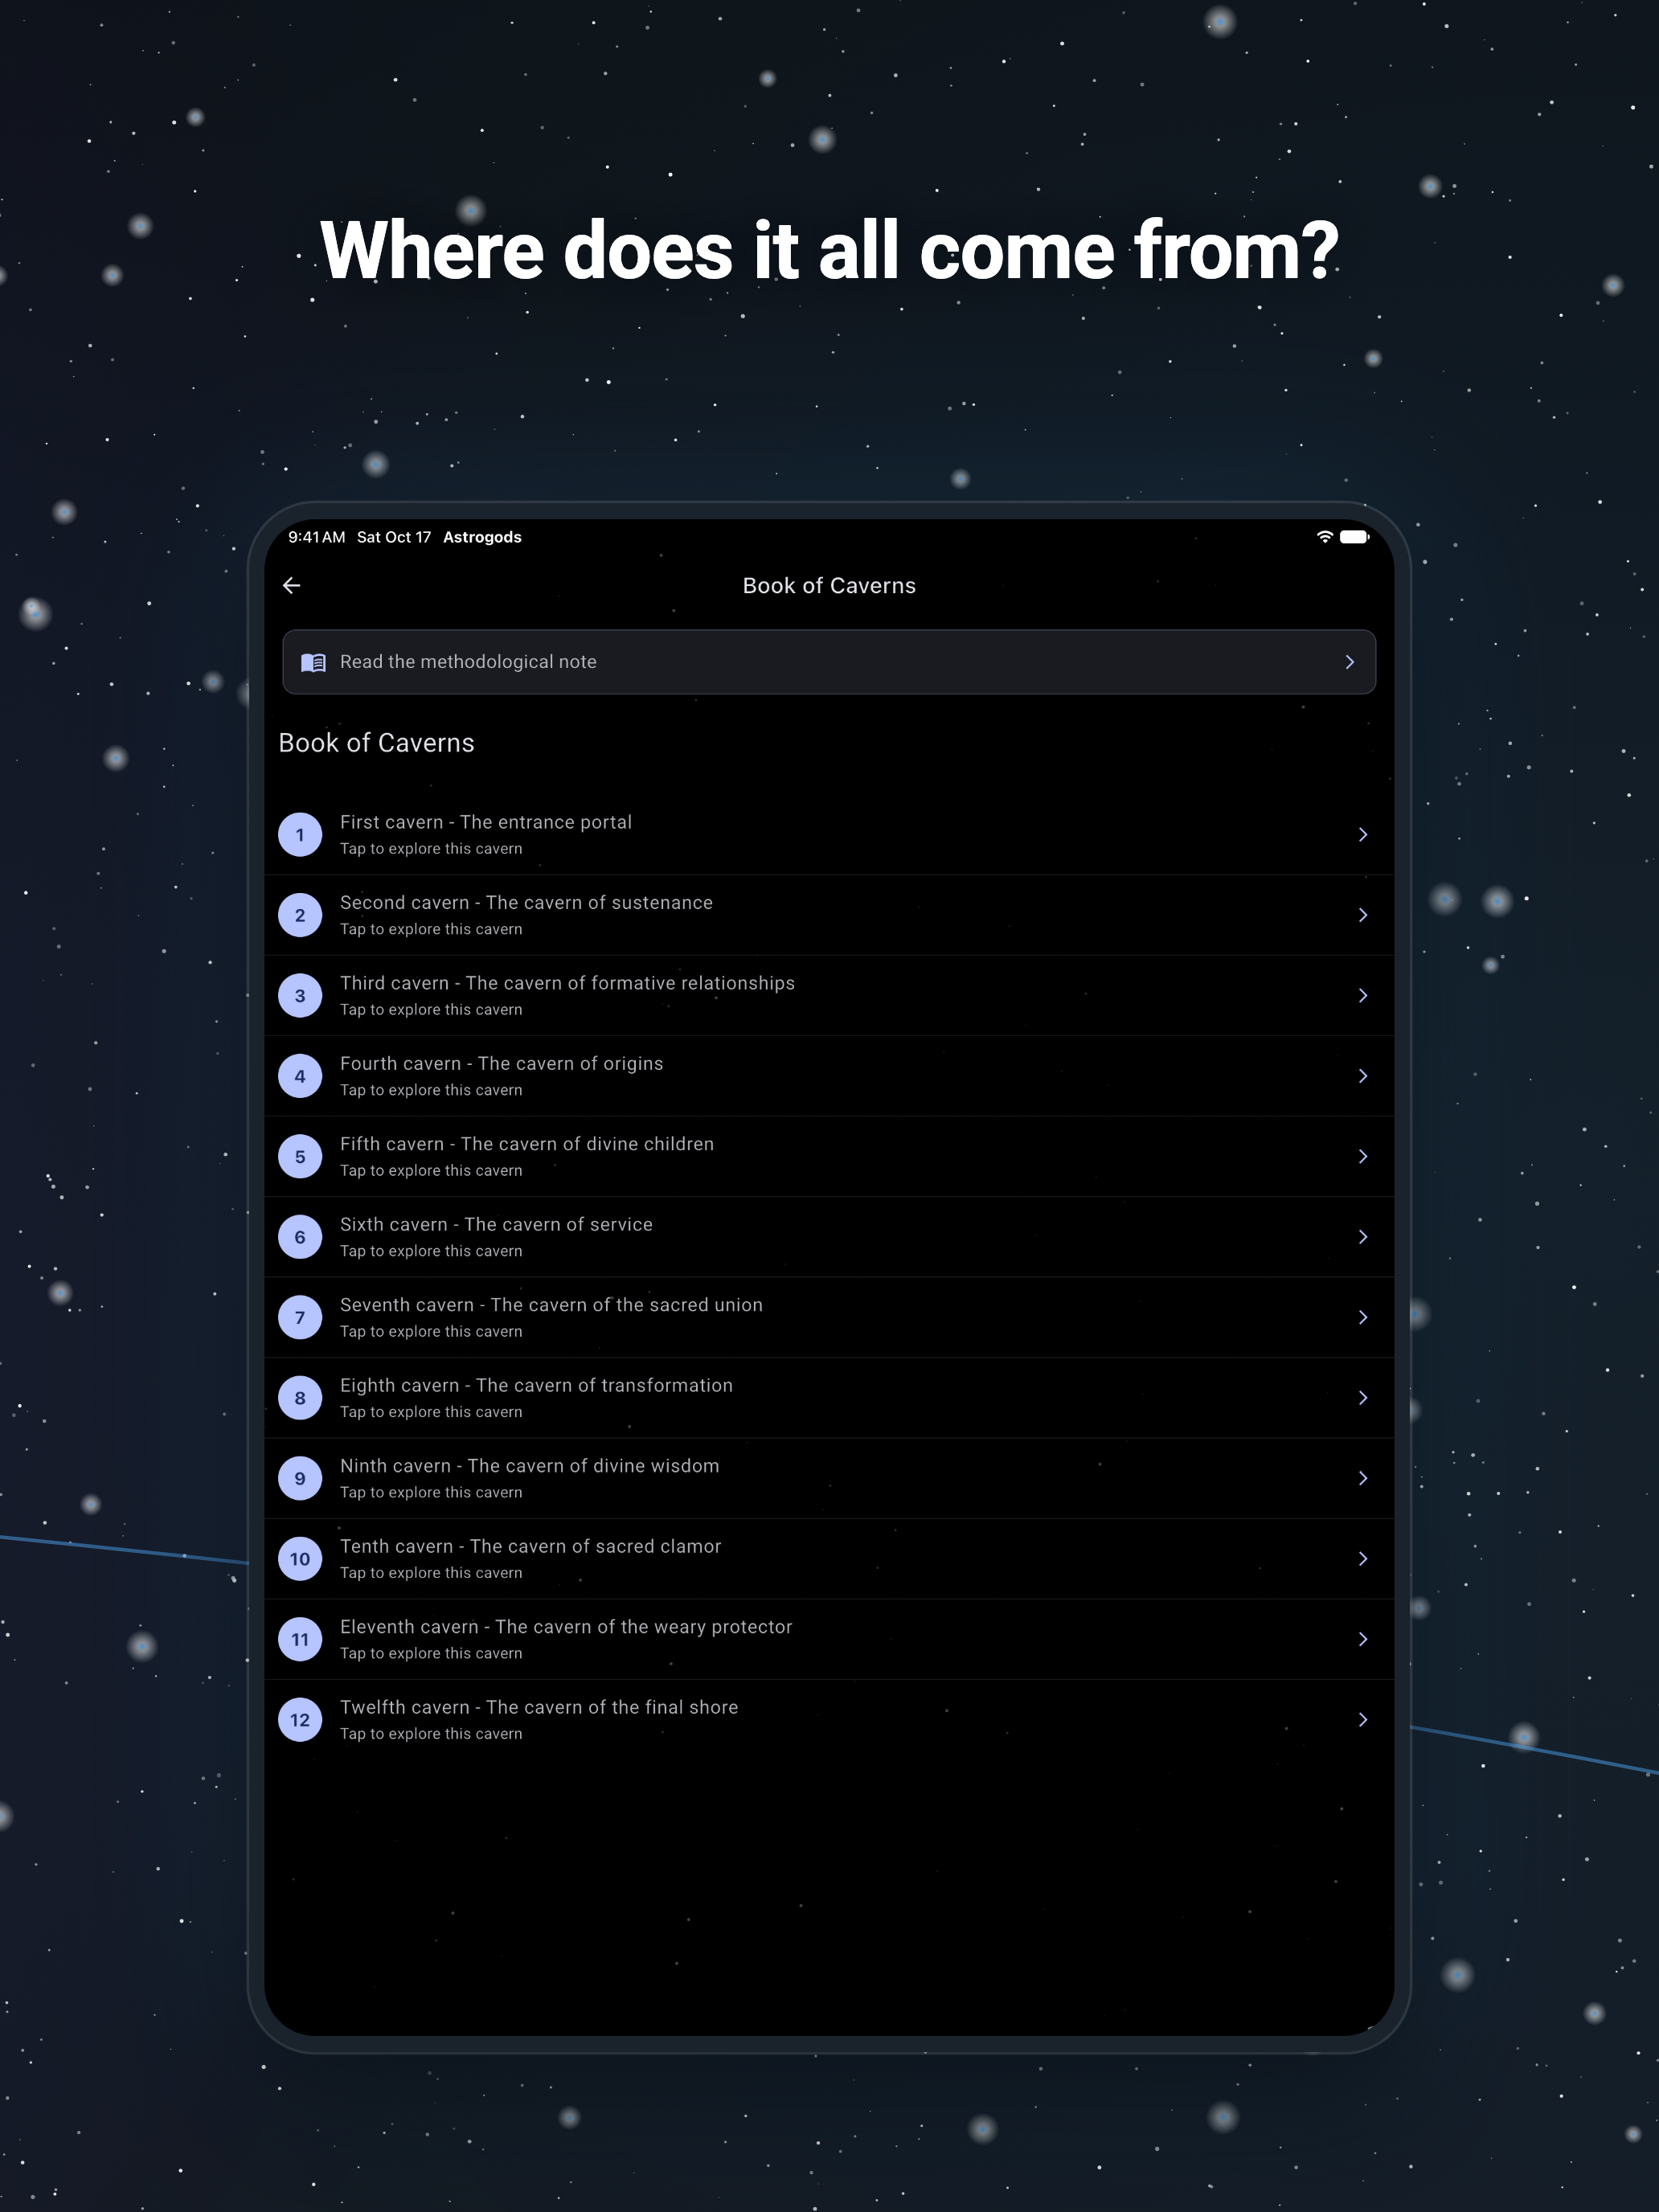 Where does it all come from?
9:41 AM Sat Oct 17 Astrogods
Book of Caverns
Read the methodological note
Book of Caverns
1 First cavern - The entrance portal
Tap to explore this cavern
2 Second cavern - The cavern of sustenance
Tap to explore this cavern
3 Third cavern - The cavern of formative relationships
Tap to explore this cavern
4 Fourth cavern - The cavern of origins
Tap to explore this cavern
5 Fifth cavern - The cavern of divine children
Tap to explore this cavern
6 Sixth cavern - The cavern of service
Tap to explore this cavern
7 Seventh cavern - The cavern of the sacred union
Tap to explore this cavern
8 Eighth cavern - The cavern of transformation
Tap to explore this cavern
9 Ninth cavern - The cavern of divine wisdom
Tap to explore this cavern
10 Tenth cavern - The cavern of sacred clamor
Tap to explore this cavern
11 Eleventh cavern - The cavern of the weary protector
Tap to explore this cavern
12 Twelfth cavern - The cavern of the final shore
Tap to explore this cavern